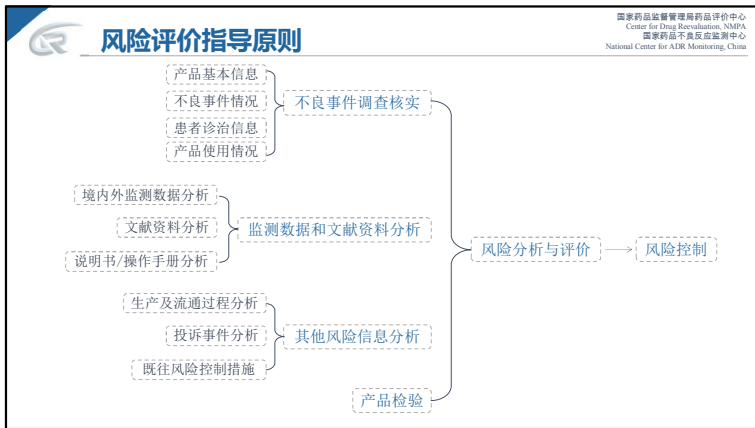 风险评价指导原则
国家药品监督管理局药品评价中心
Center for Drug Reevaluation, NMPA
国家药品不良反应监测中心
National Center for ADR Monitoring, China
产品基本信息
不良事件情况
患者诊治信息
产品使用情况
不良事件调查核实
境内外监测数据分析
文献资料分析
说明书/操作手册分析
监测数据和文献资料分析
生产及流通过程分析
投诉事件分析
既往风险控制措施
其他风险信息分析
产品检验
风险分析与评价
风险控制